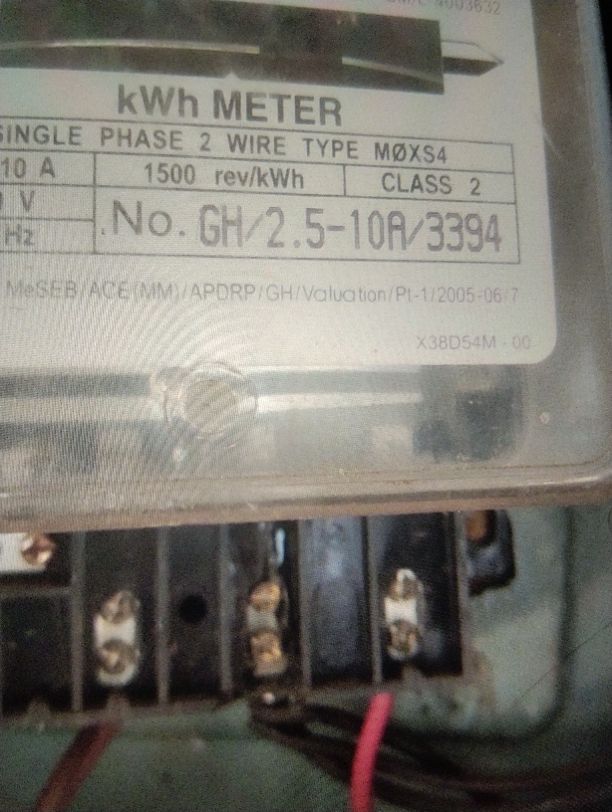 4003632
kWh METER
SINGLE PHASE 2 WIRE TYPE MØXS4
10 A 1500 rev/kWh CLASS 2
V
Hz No. GH/2.5-10A/3394
MeSEB/ACE(MM)/APDRP/GH/Valuation/Pt-1/2005-06/7
X38D54M - 00